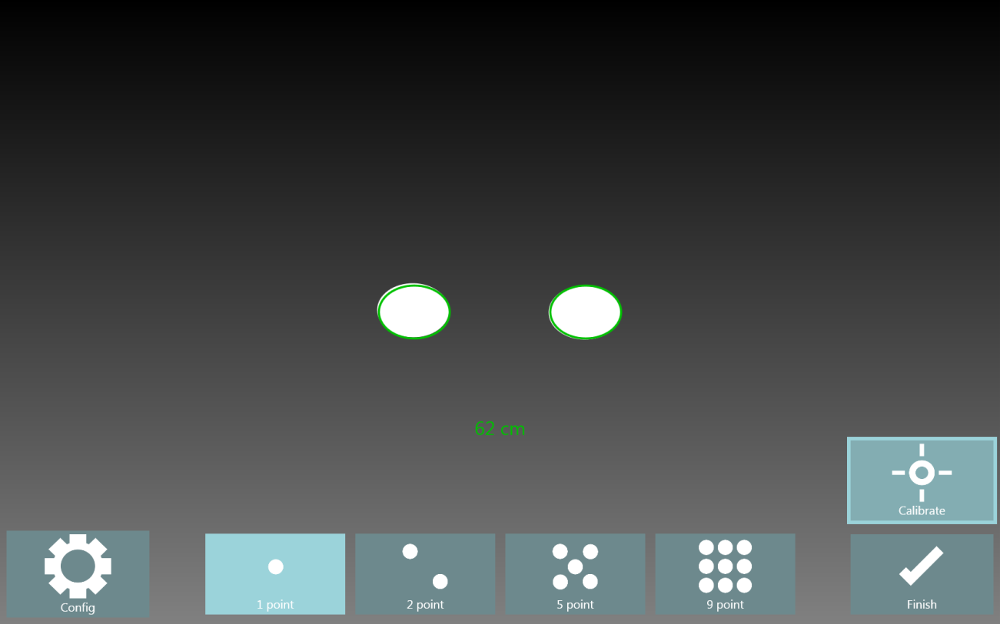 62 cm
Calibrate
Config
1 point
2 point
5 point
9 point
Finish